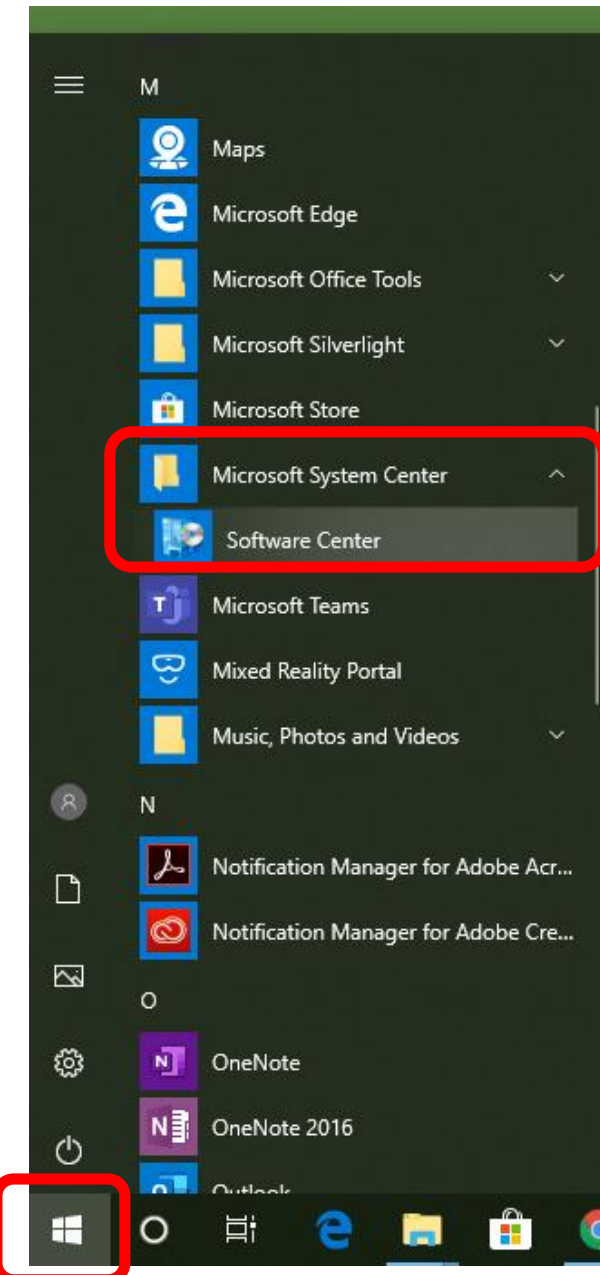 M
Maps
Microsoft Edge
Microsoft Office Tools
Microsoft Silverlight
Microsoft Store
Microsoft System Center
Software Center
Microsoft Teams
Mixed Reality Portal
Music, Photos and Videos
N
Notification Manager for Adobe Acr...
Notification Manager for Adobe Cre...
O
OneNote
OneNote 2016
Outlook